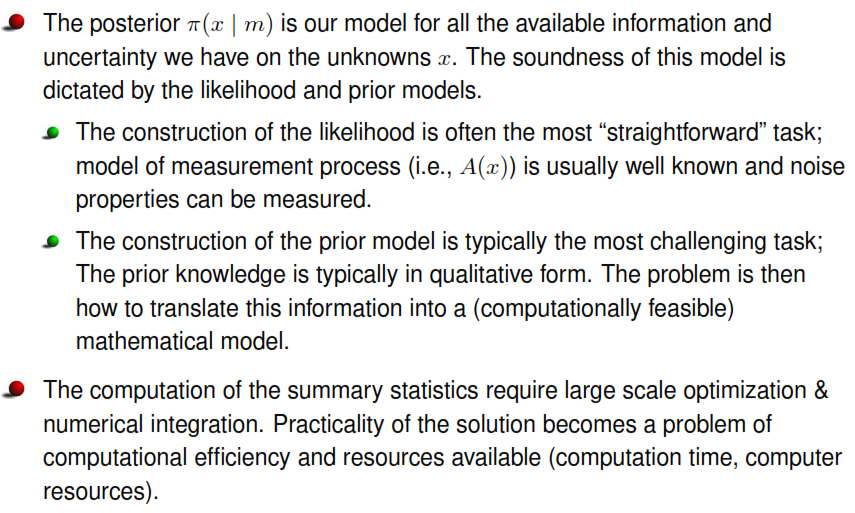 The posterior π(x | m) is our model for all the available information and
uncertainty we have on the unknowns x. The soundness of this model is
dictated by the likelihood and prior models.
The construction of the likelihood is often the most “straightforward” task;
model of measurement process (i.e., A(x)) is usually well known and noise
properties can be measured.
The construction of the prior model is typically the most challenging task;
The prior knowledge is typically in qualitative form. The problem is then
how to translate this information into a (computationally feasible)
mathematical model.
The computation of the summary statistics require large scale optimization &
numerical integration. Practicality of the solution becomes a problem of
computational efficiency and resources available (computation time, computer
resources).